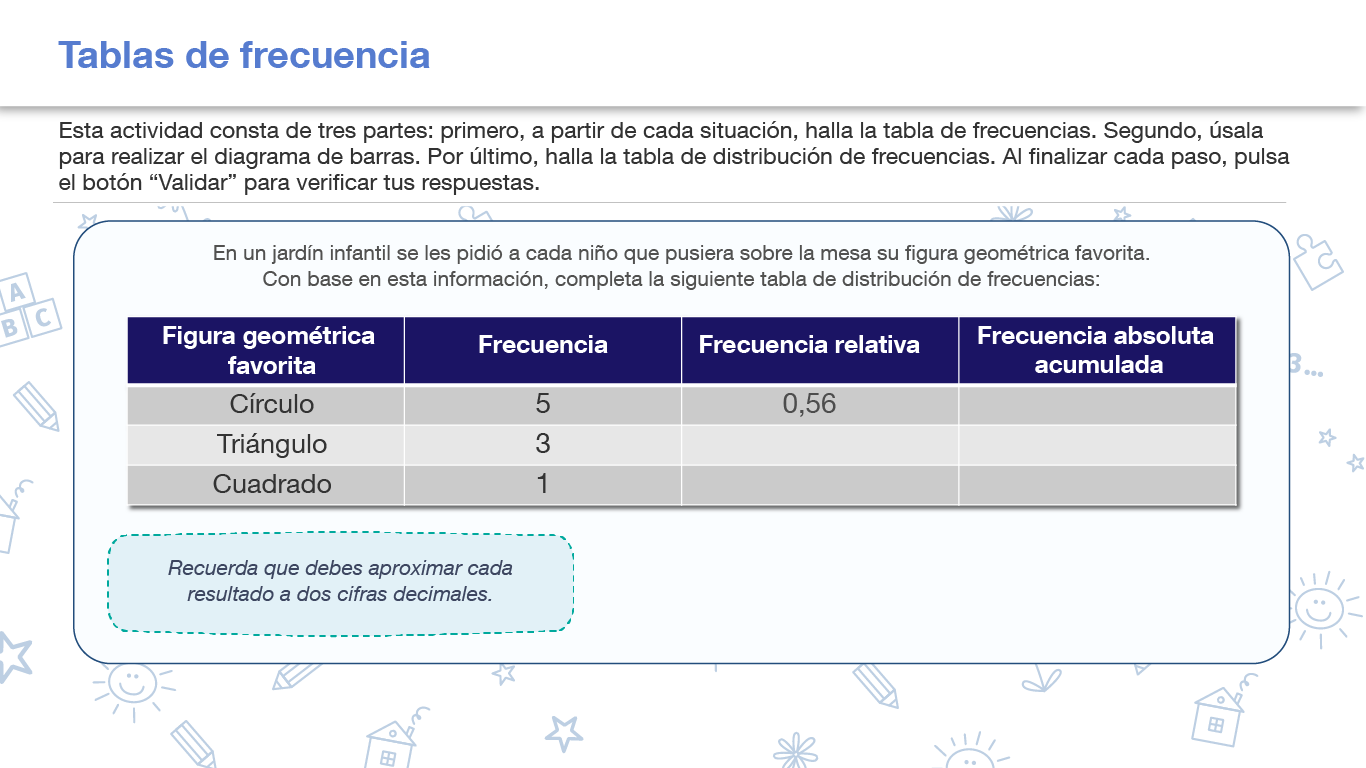 Tablas de frecuencia
Esta actividad consta de tres partes: primero, a partir de cada situación, halla la tabla de frecuencias. Segundo, úsala
para realizar el diagrama de barras. Por último, halla la tabla de distribución de frecuencias. Al finalizar cada paso, pulsa
el botón “Validar” para verificar tus respuestas.
En un jardín infantil se les pidió a cada niño que pusiera sobre la mesa su figura geométrica favorita.
Con base en esta información, completa la siguiente tabla de distribución de frecuencias:
Figura geométrica favorita Frecuencia Frecuencia relativa Frecuencia absoluta acumulada
Círculo 5 0,56
Triángulo 3
Cuadrado 1
Recuerda que debes aproximar cada
resultado a dos cifras decimales.
A
B C
3...